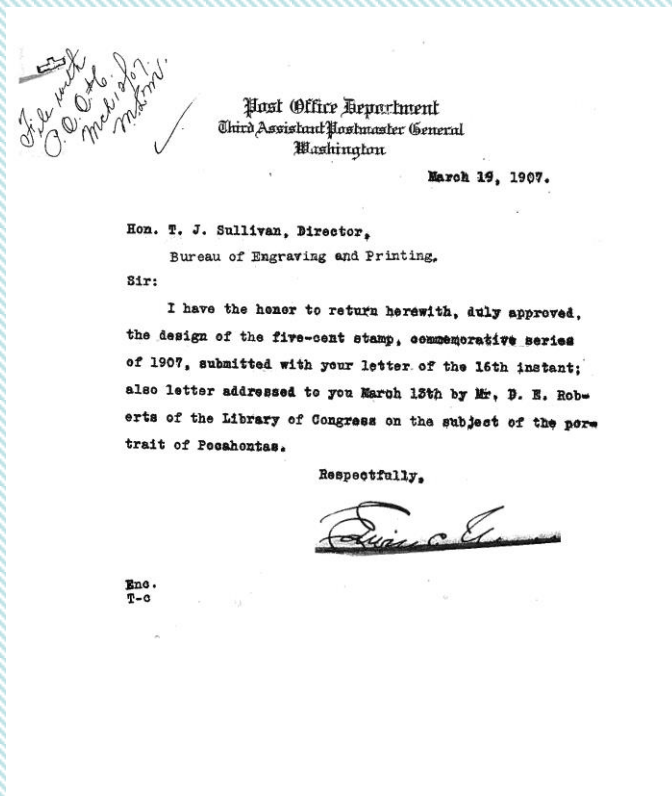 File with
P.O.D.
Mch 12/07.
M.D.M.
Post Office Department
Third Assistant Postmaster General
Washington
March 19, 1907.
Hon. T. J. Sullivan, Director,
Bureau of Engraving and Printing.
Sir:
I have the honor to return herewith, duly approved,
the design of the five-cent stamp, commemorative series
of 1907, submitted with your letter of the 16th instant;
also letter addressed to you March 13th by Mr. D. E. Rob-
erts of the Library of Congress on the subject of the por-
trait of Pocahontas.
Respectfully,
Edwin C.
Enc.
T-c